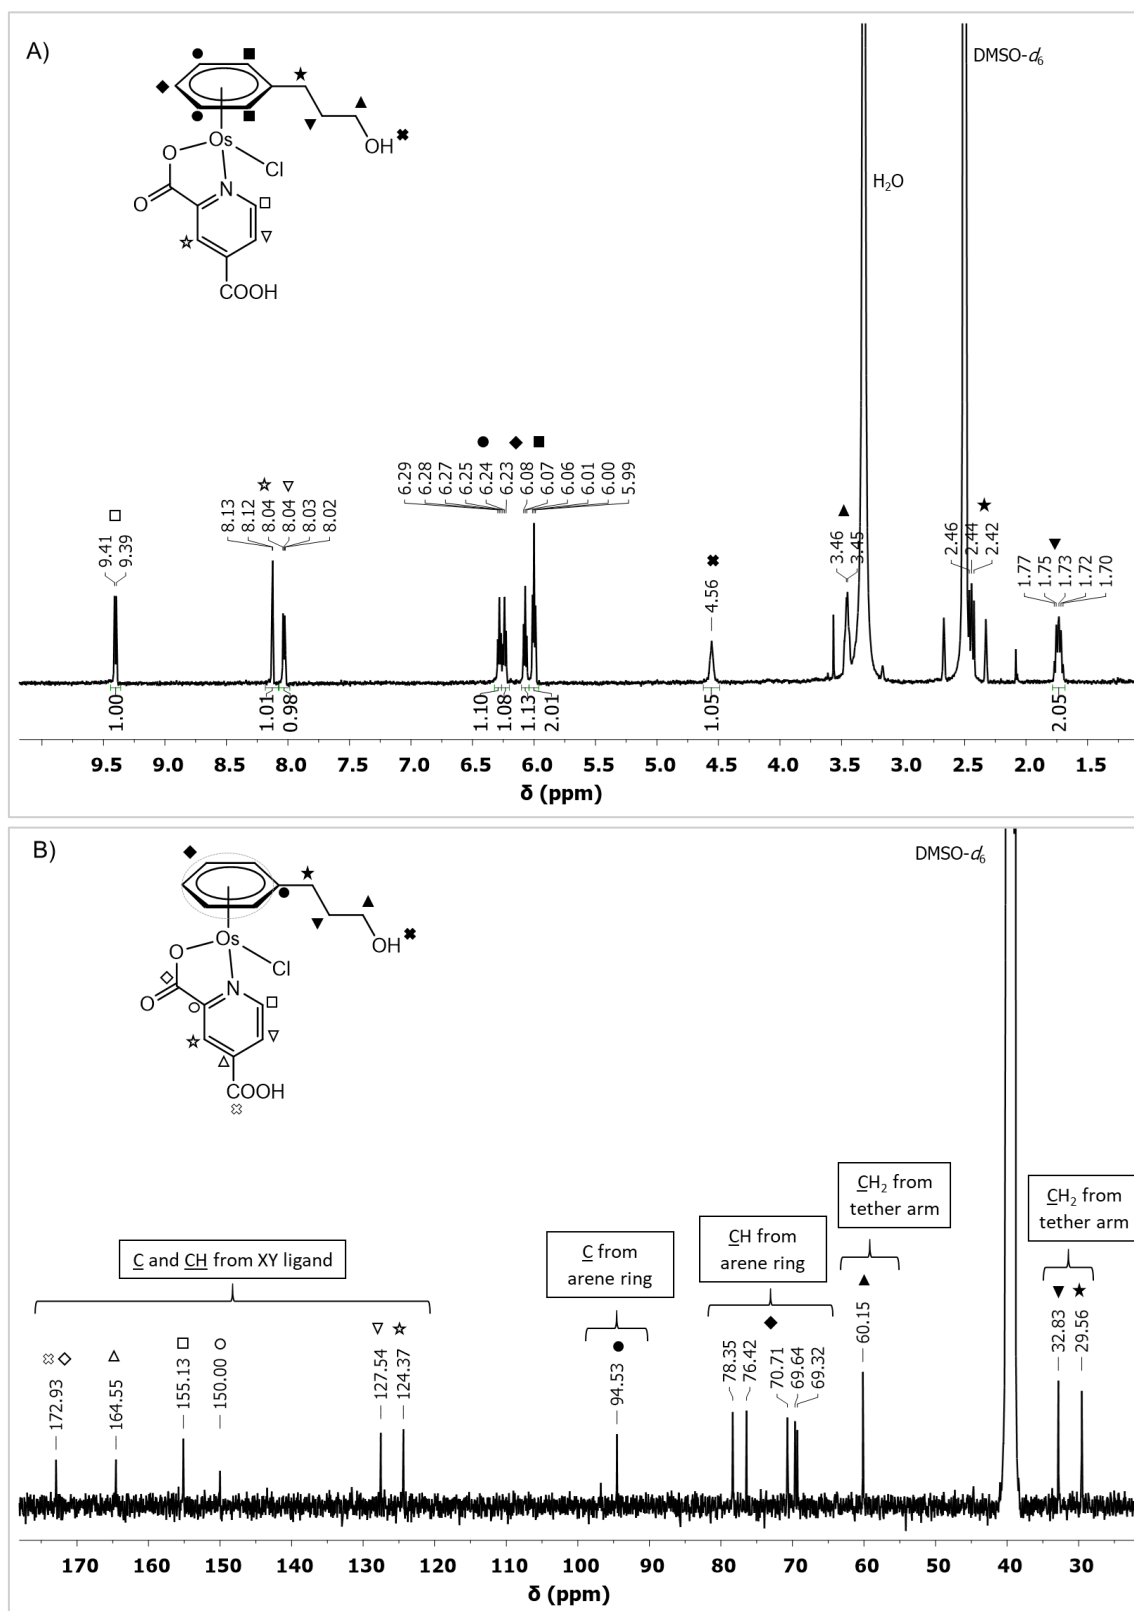 A)
DMSO-d6
OH
Os
O
Cl
N
O
H2O
COOH
6.29
6.28
6.27
6.25
6.24
6.23
6.08
6.07
6.06
6.01
6.00
5.99
8.13
8.12
8.04
8.04
8.03
8.02
9.41
9.39
4.56
3.46
3.45
2.46
2.44
2.42
1.77
1.75
1.73
1.72
1.70
1.00
1.01
0.98
1.10
1.08
1.13
2.01
1.05
2.05
9.5 9.0 8.5 8.0 7.5 7.0 6.5 6.0 5.5 5.0 4.5 4.0 3.5 3.0 2.5 2.0 1.5
δ (ppm)
B)
DMSO-d6
OH
Os
O
Cl
N
O
COOH
C and CH from XY ligand
C from
arene ring
CH from
arene ring
CH2 from
tether arm
CH2 from
tether arm
172.93
164.55
155.13
150.00
127.54
124.37
94.53
78.35
76.42
70.71
69.64
69.32
60.15
32.83
29.56
170 160 150 140 130 120 110 100 90 80 70 60 50 40 30
δ (ppm)